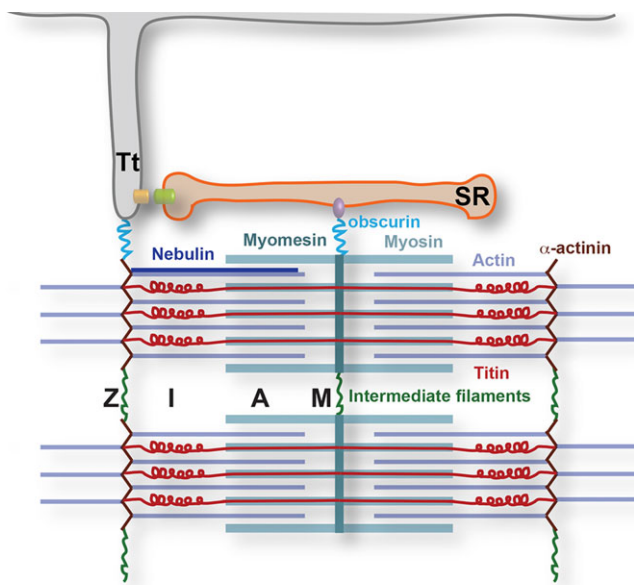 Tt
SR
obscurin
Myomesin
Myosin
Nebulin
Actin
α-actinin
Titin
Z
I
A
M
Intermediate filaments